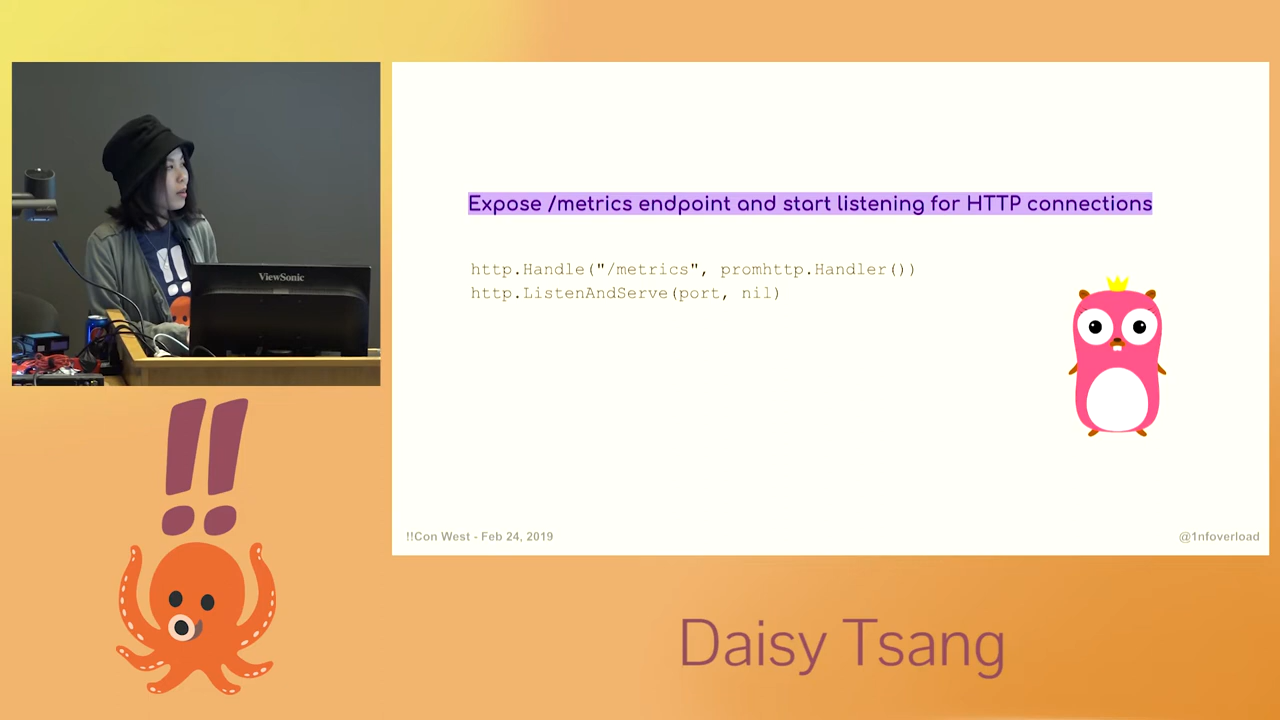 ViewSonic
Expose /metrics endpoint and start listening for HTTP connections
http.Handle("/metrics", promhttp.Handler())
http.ListenAndServe(port, nil)
!!Con West - Feb 24, 2019
@1nfoverload
!!
Daisy Tsang